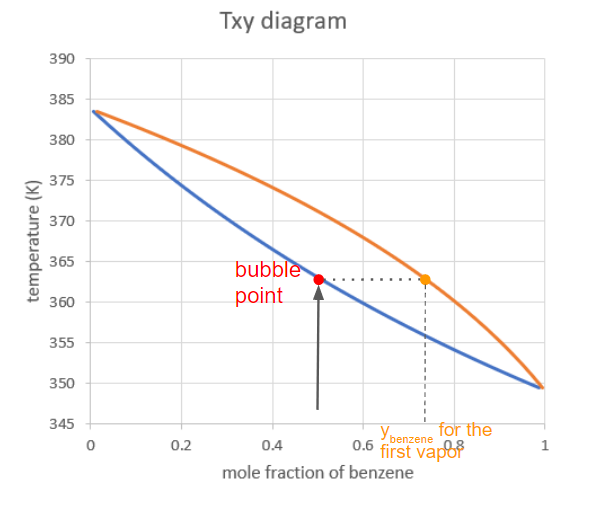 Txy diagram
390
385
380
375
370
365
360
355
350
345
temperature (K)
bubble
point
0
0.2
0.4
0.6
0.8
1
y benzene for the
first vapor
mole fraction of benzene